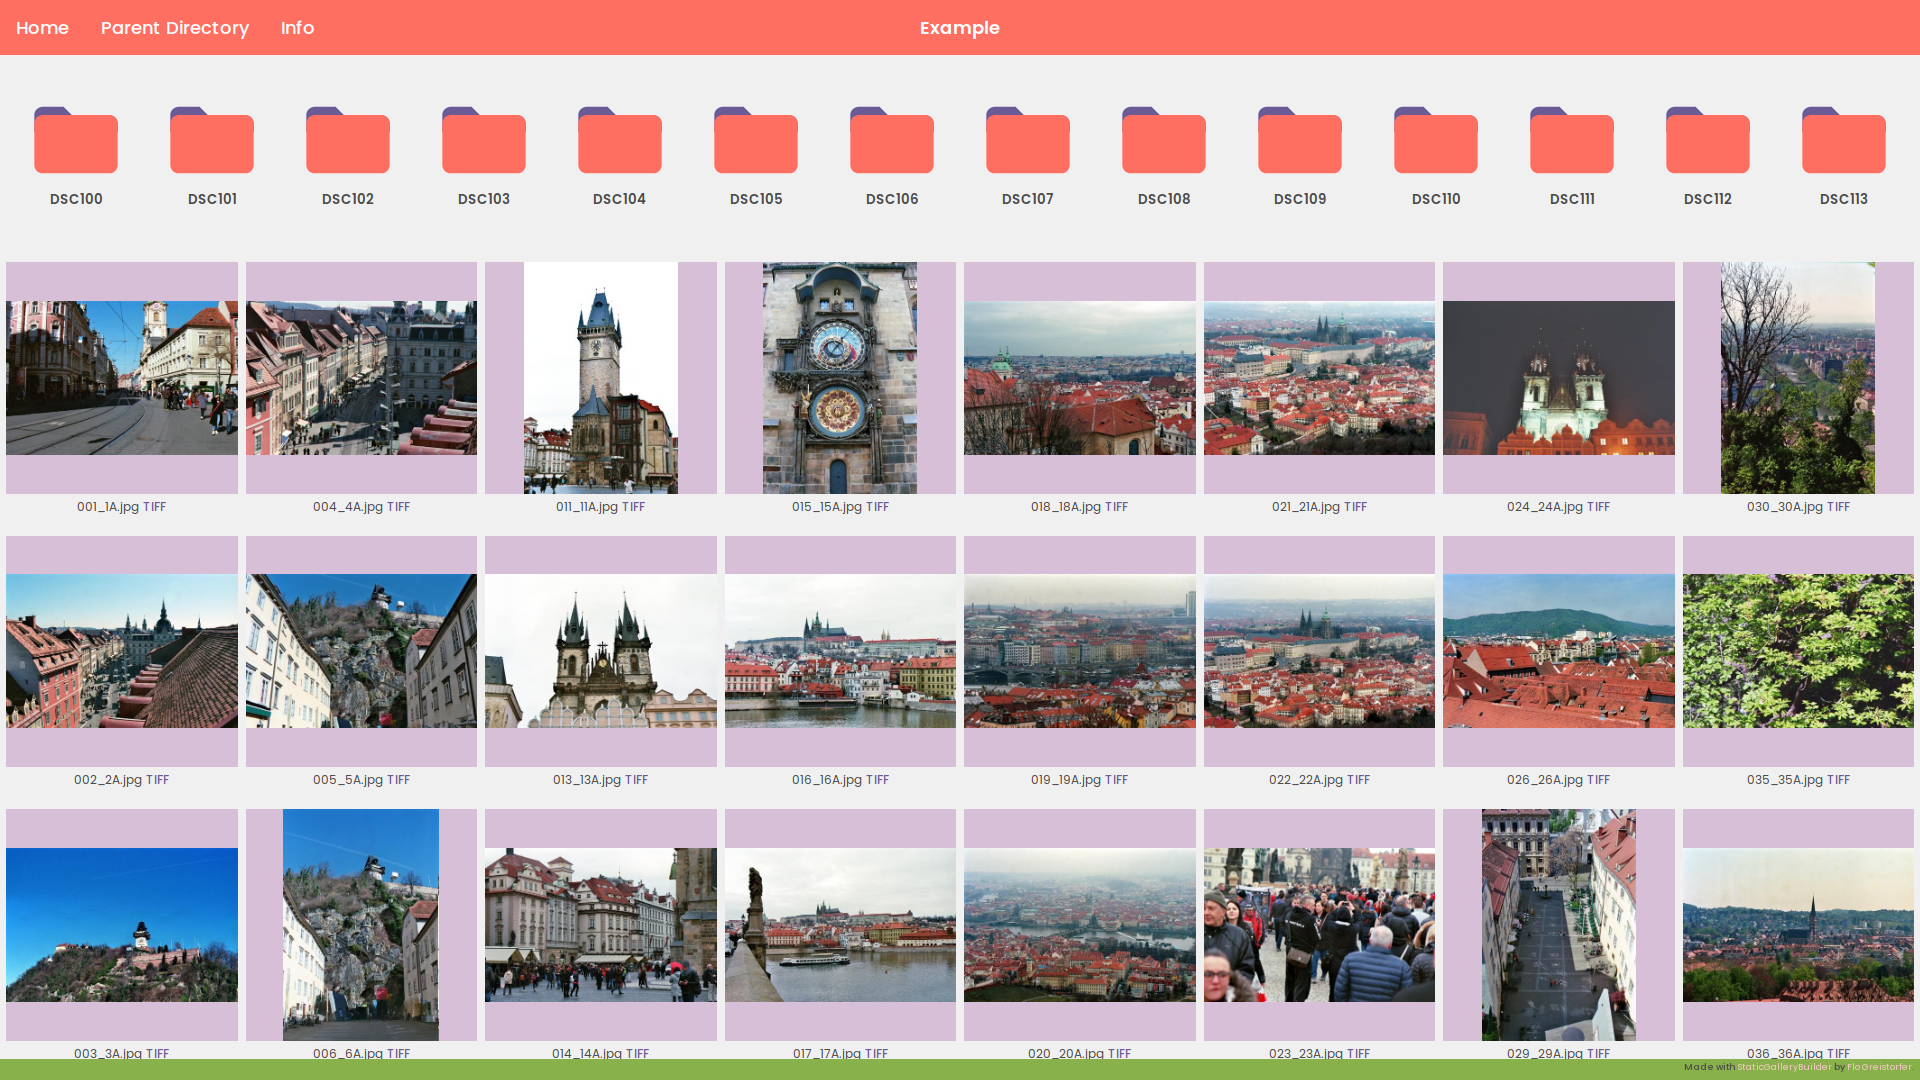 Home Parent Directory Info Example
DSC100 DSC101 DSC102 DSC103 DSC104 DSC105 DSC106 DSC107 DSC108 DSC109 DSC110 DSC111 DSC112 DSC113
001_1A.jpg TIFF 004_4A.jpg TIFF 011_11A.jpg TIFF 015_15A.jpg TIFF 018_18A.jpg TIFF 021_21A.jpg TIFF 024_24A.jpg TIFF 030_30A.jpg TIFF
002_2A.jpg TIFF 005_5A.jpg TIFF 013_13A.jpg TIFF 016_16A.jpg TIFF 019_19A.jpg TIFF 022_22A.jpg TIFF 026_26A.jpg TIFF 035_35A.jpg TIFF
003_3A.jpg TIFF 006_6A.jpg TIFF 014_14A.jpg TIFF 017_17A.jpg TIFF 020_20A.jpg TIFF 023_23A.jpg TIFF 029_29A.jpg TIFF 036_36A.jpg TIFF
Made with StaticGalleryBuilder by FloGreistorfer.